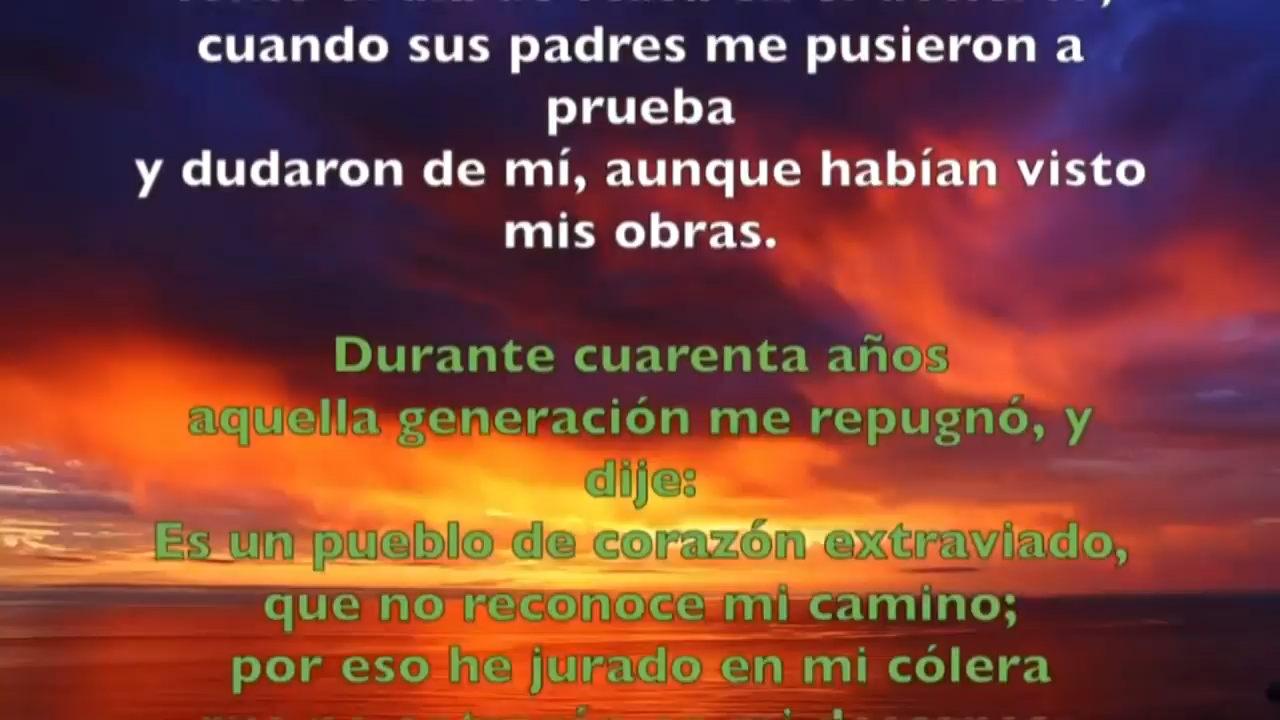 cuando sus padres me pusieron a
prueba
y dudaron de mí, aunque habían visto
mis obras.
Durante cuarenta años
aquella generación me repugnó, y
dije:
Es un pueblo de corazón extraviado,
que no reconoce mi camino;
por eso he jurado en mi cólera